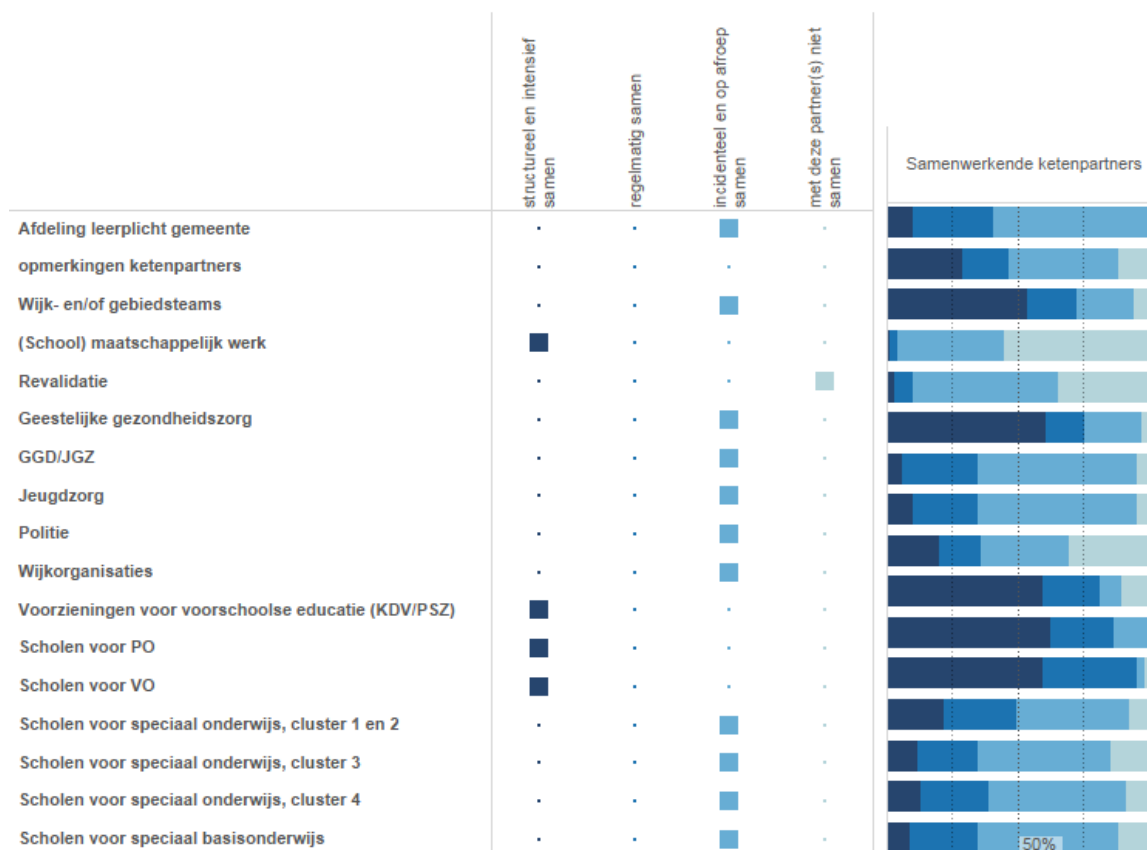 structureel en intensief
samen
regelmatig samen
incidenteel en op afroep
samen
met deze partner(s) niet
samen
Samenwerkende ketenpartners
Afdeling leerplicht gemeente
opmerkingen ketenpartners
Wijk- en/of gebiedsteams
(School) maatschappelijk werk
Revalidatie
Geestelijke gezondheidszorg
GGD/JGZ
Jeugdzorg
Politie
Wijkorganisaties
Voorzieningen voor voorschoolse educatie (KDV/PSZ)
Scholen voor PO
Scholen voor VO
Scholen voor speciaal onderwijs, cluster 1 en 2
Scholen voor speciaal onderwijs, cluster 3
Scholen voor speciaal onderwijs, cluster 4
Scholen voor speciaal basisonderwijs
50%